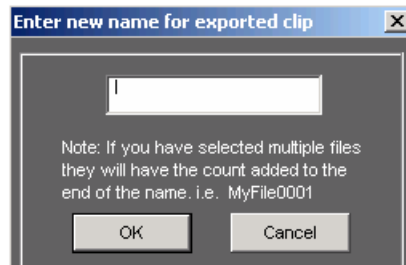 Enter new name for exported clip
Note: If you have selected multiple files
they will have the count added to the
end of the name. i.e. MyFile0001
OK Cancel